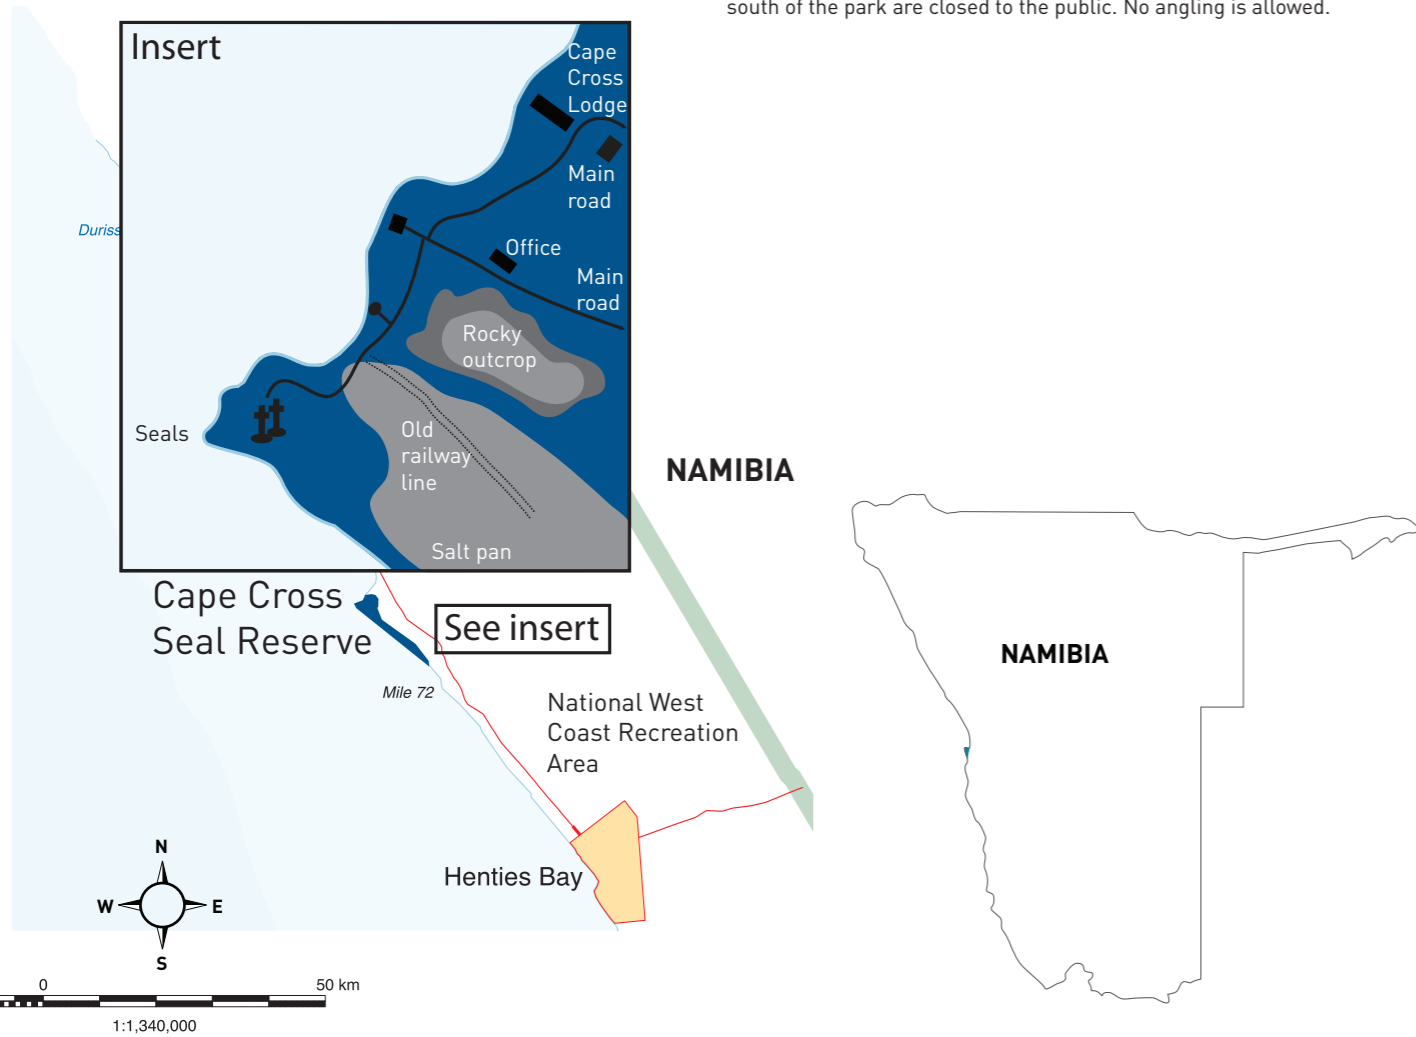 south of the park are closed to the public. No angling is allowed.
Insert
Cape
Cross
Lodge
Main
road
Duriss
Office
Main
road
Rocky
outcrop
Seals
Old
railway
line
Salt pan
NAMIBIA
Cape Cross
Seal Reserve
See insert
Mile 72
National West
Coast Recreation
Area
Henties Bay
NAMIBIA
N
W
E
S
0
50 km
1:1,340,000